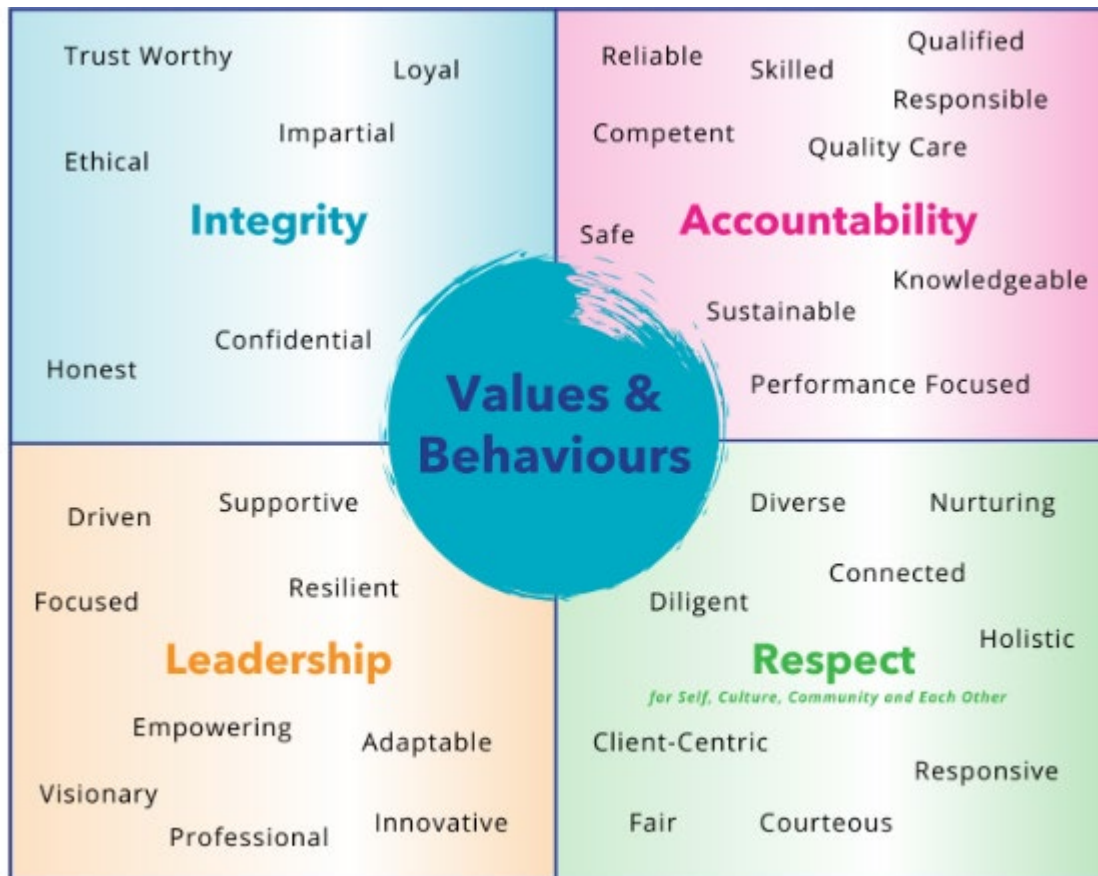 Trust Worthy
Loyal
Impartial
Ethical
Integrity
Confidential
Honest
Qualified
Reliable
Skilled
Responsible
Competent
Quality Care
Safe
Accountability
Knowledgeable
Sustainable
Performance Focused
Values &
Behaviours
Supportive
Driven
Resilient
Focused
Leadership
Empowering
Adaptable
Visionary
Innovative
Professional
Diverse
Nurturing
Connected
Diligent
Holistic
Respect
for Self, Culture, Community and Each Other
Client-Centric
Responsive
Fair
Courteous